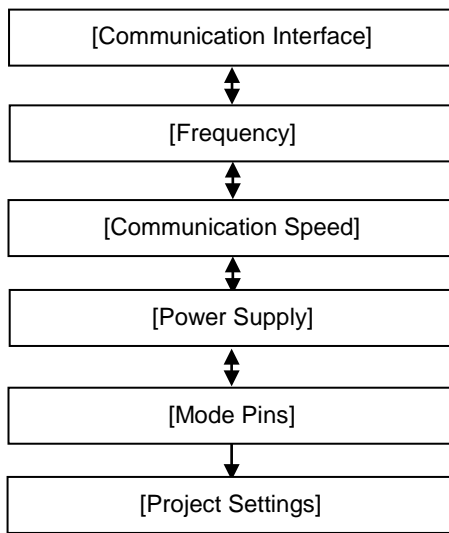 [Communication Interface]
[Frequency]
[Communication Speed]
[Power Supply]
[Mode Pins]
[Project Settings]